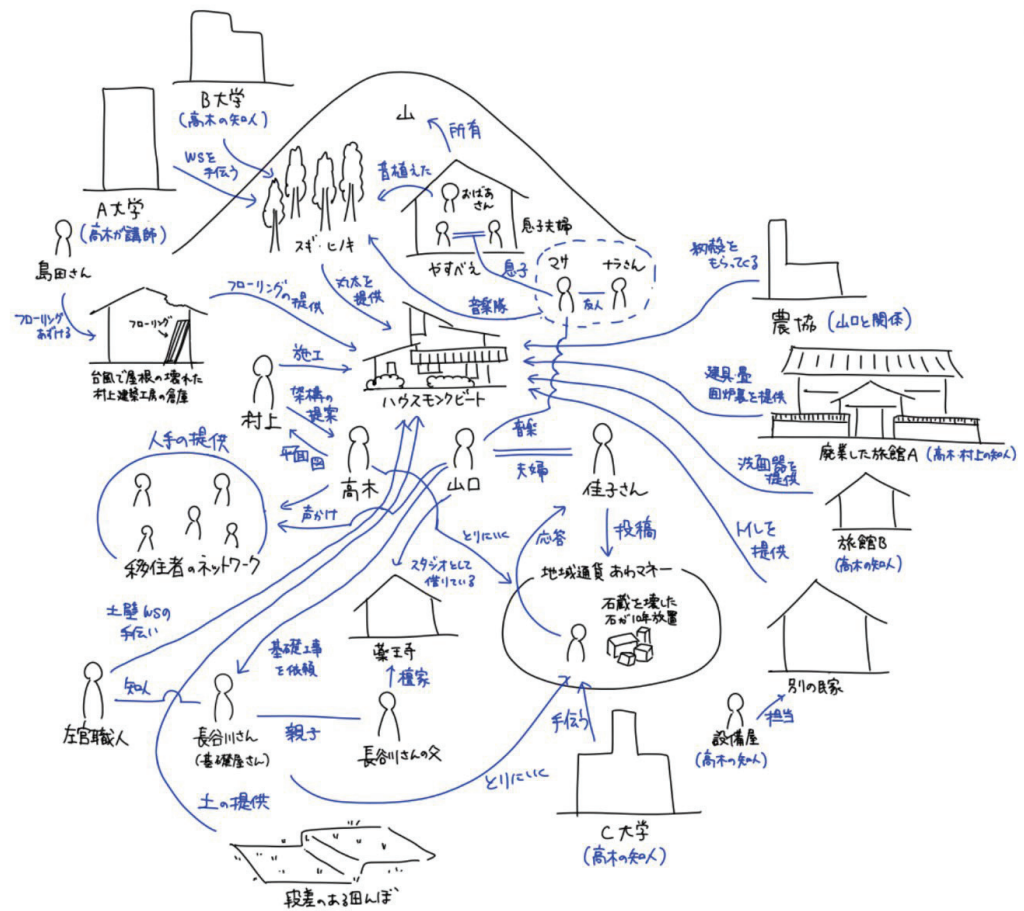 B大学
(高木の知人)
山
所有
WSを
手伝う
昔植えた
おばあ
さん
A大学
(高木が講師)
スギ・ヒノキ
息子夫婦
やすべえ
島田さん
マサ
ナラさん
息子
友人
籾殻を
もらってくる
フローリングの提供
丸太を
提供
音楽隊
農協
(山口と関係)
フローリング
あずける
フローリング
台風で屋根の壊れた
村上建築工房の倉庫
施工
ハウスモンクビート
建具・畳
囲炉裏を提供
村上
架構の
提案
平面図
廃業した旅館A
(高木・村上の知人)
人手の提供
高木
山口
音楽
夫婦
佳子さん
洗面器を
提供
声かけ
とりにいく
応答
投稿
トイレを
提供
旅館B
(高木の知人)
移住者のネットワーク
スタジオとして
借りている
地域通貨 あわマネー
石蔵を壊した
石が10年放置
土壁WSの
手伝い
基礎工事
を依頼
薬王寺
檀家
別の民家
知人
左官職人
長谷川さん
(基礎屋さん)
親子
長谷川さんの父
手伝う
設備屋
(高木の知人)
担当
土の提供
とりにいく
C大学
(高木の知人)
段差のある田んぼ